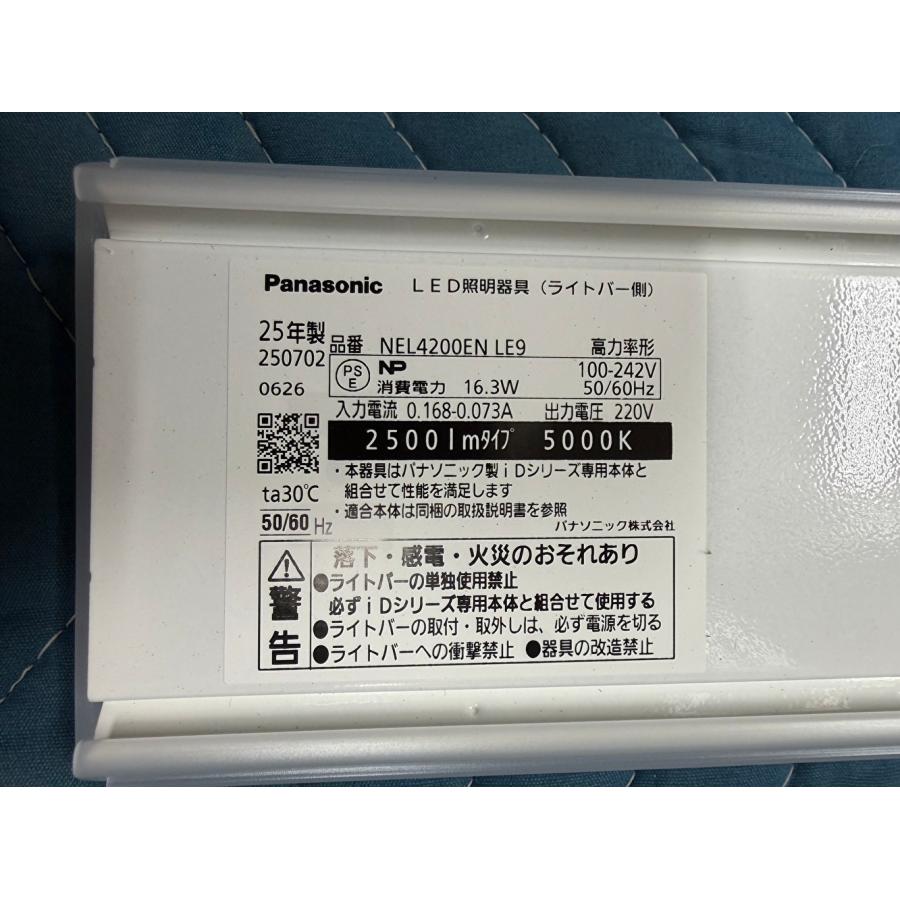 Panasonic LED照明器具（ライトバー側）
25年製
250702
0626
品番 NEL4200EN LE9 高力率形
PS
E
NP 100-242V
消費電力 16.3W 50/60Hz
入力電流 0.168-0.073A 出力電圧 220V
2500lmﾀｲﾌﾟ 5000K
・本器具はパナソニック製iDシリーズ専用本体と
組合せて性能を満足します
・適合本体は同梱の取扱説明書を参照
パナソニック株式会社
ta30℃
50/60 Hz
警告
落下・感電・火災のおそれあり
●ライトバーの単独使用禁止
必ずiDシリーズ専用本体と組合せて使用する
●ライトバーの取付・取外しは、必ず電源を切る
●ライトバーへの衝撃禁止 ●器具の改造禁止